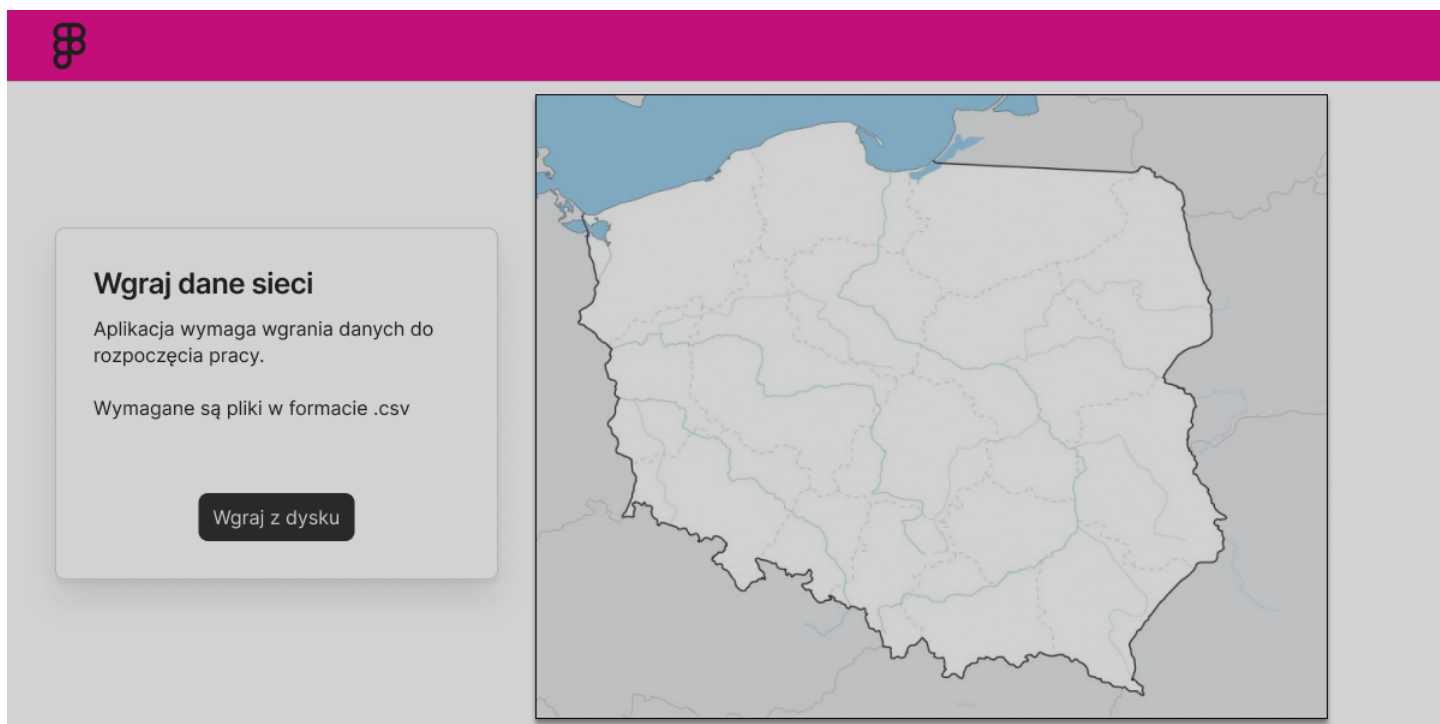 Wgraj dane sieci
Aplikacja wymaga wgrania danych do
rozpoczęcia pracy.
Wymagane są pliki w formacie .csv
Wgraj z dysku